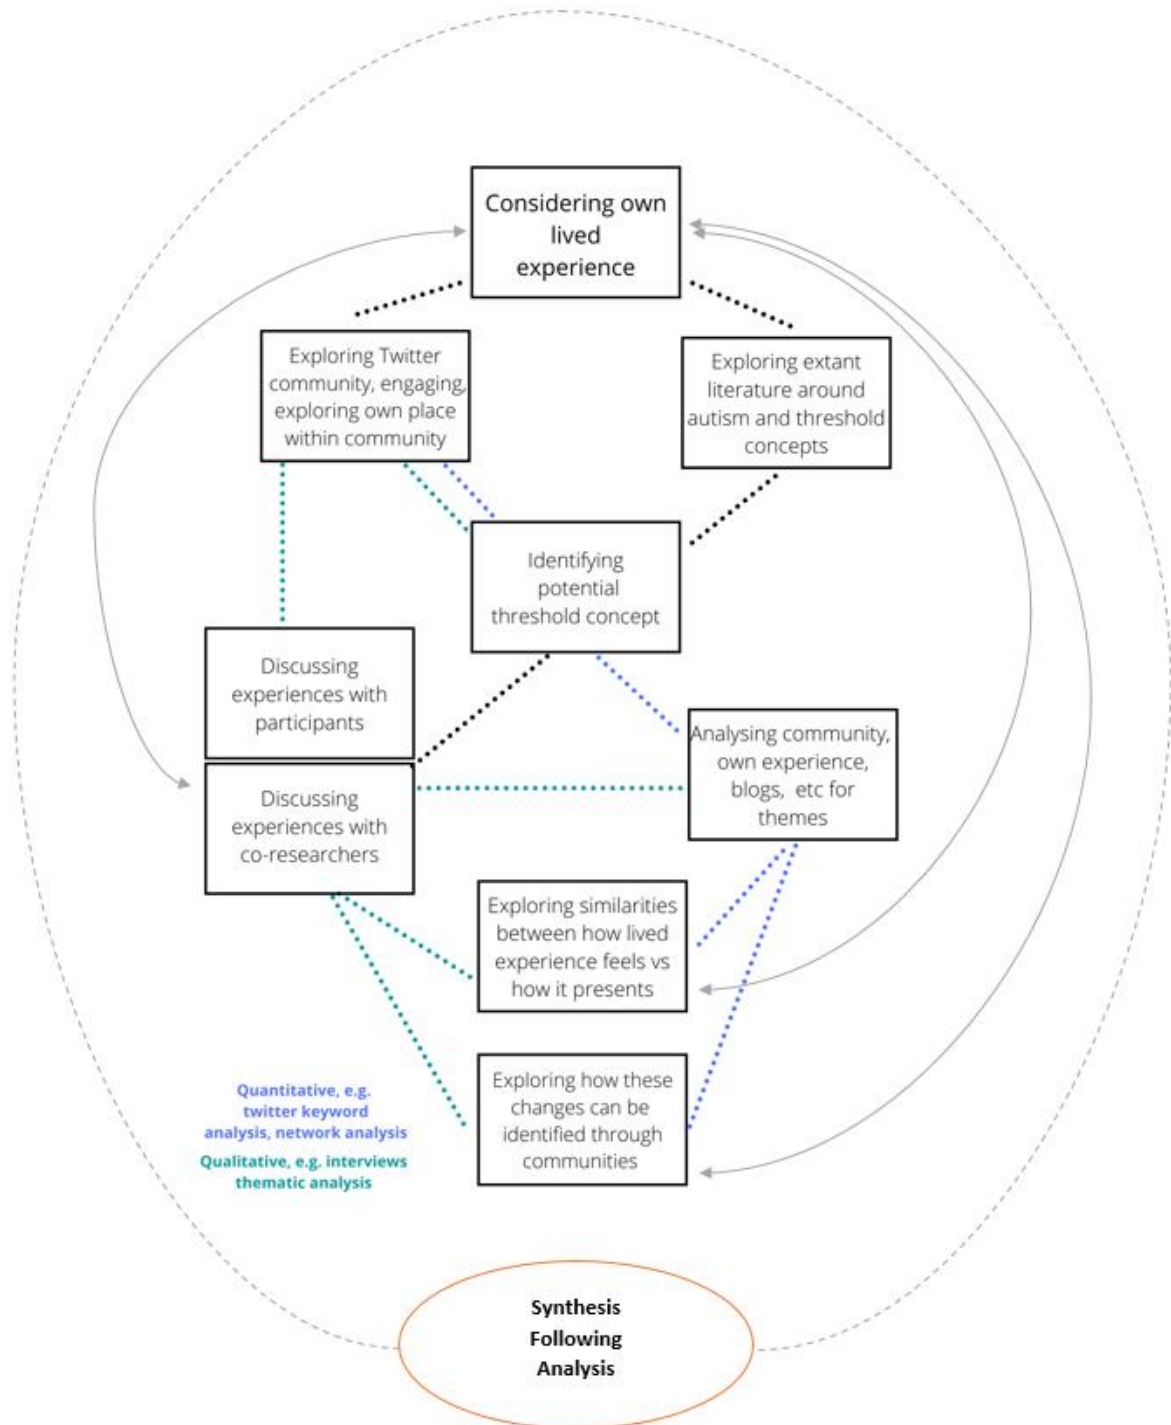 Considering own
lived
experience
Exploring Twitter
community, engaging,
exploring own place
within community
Exploring extant
literature around
autism and threshold
concepts
Identifying
potential
threshold concept
Discussing
experiences with
participants
Analysing community,
own experience,
blogs, etc for
themes
Discussing
experiences with
co-researchers
Exploring similarities
between how lived
experience feels vs
how it presents
Exploring how these
changes can be
identified through
communities
Quantitative, e.g.
twitter keyword
analysis, network analysis
Qualitative, e.g. interviews
thematic analysis
Synthesis
Following
Analysis